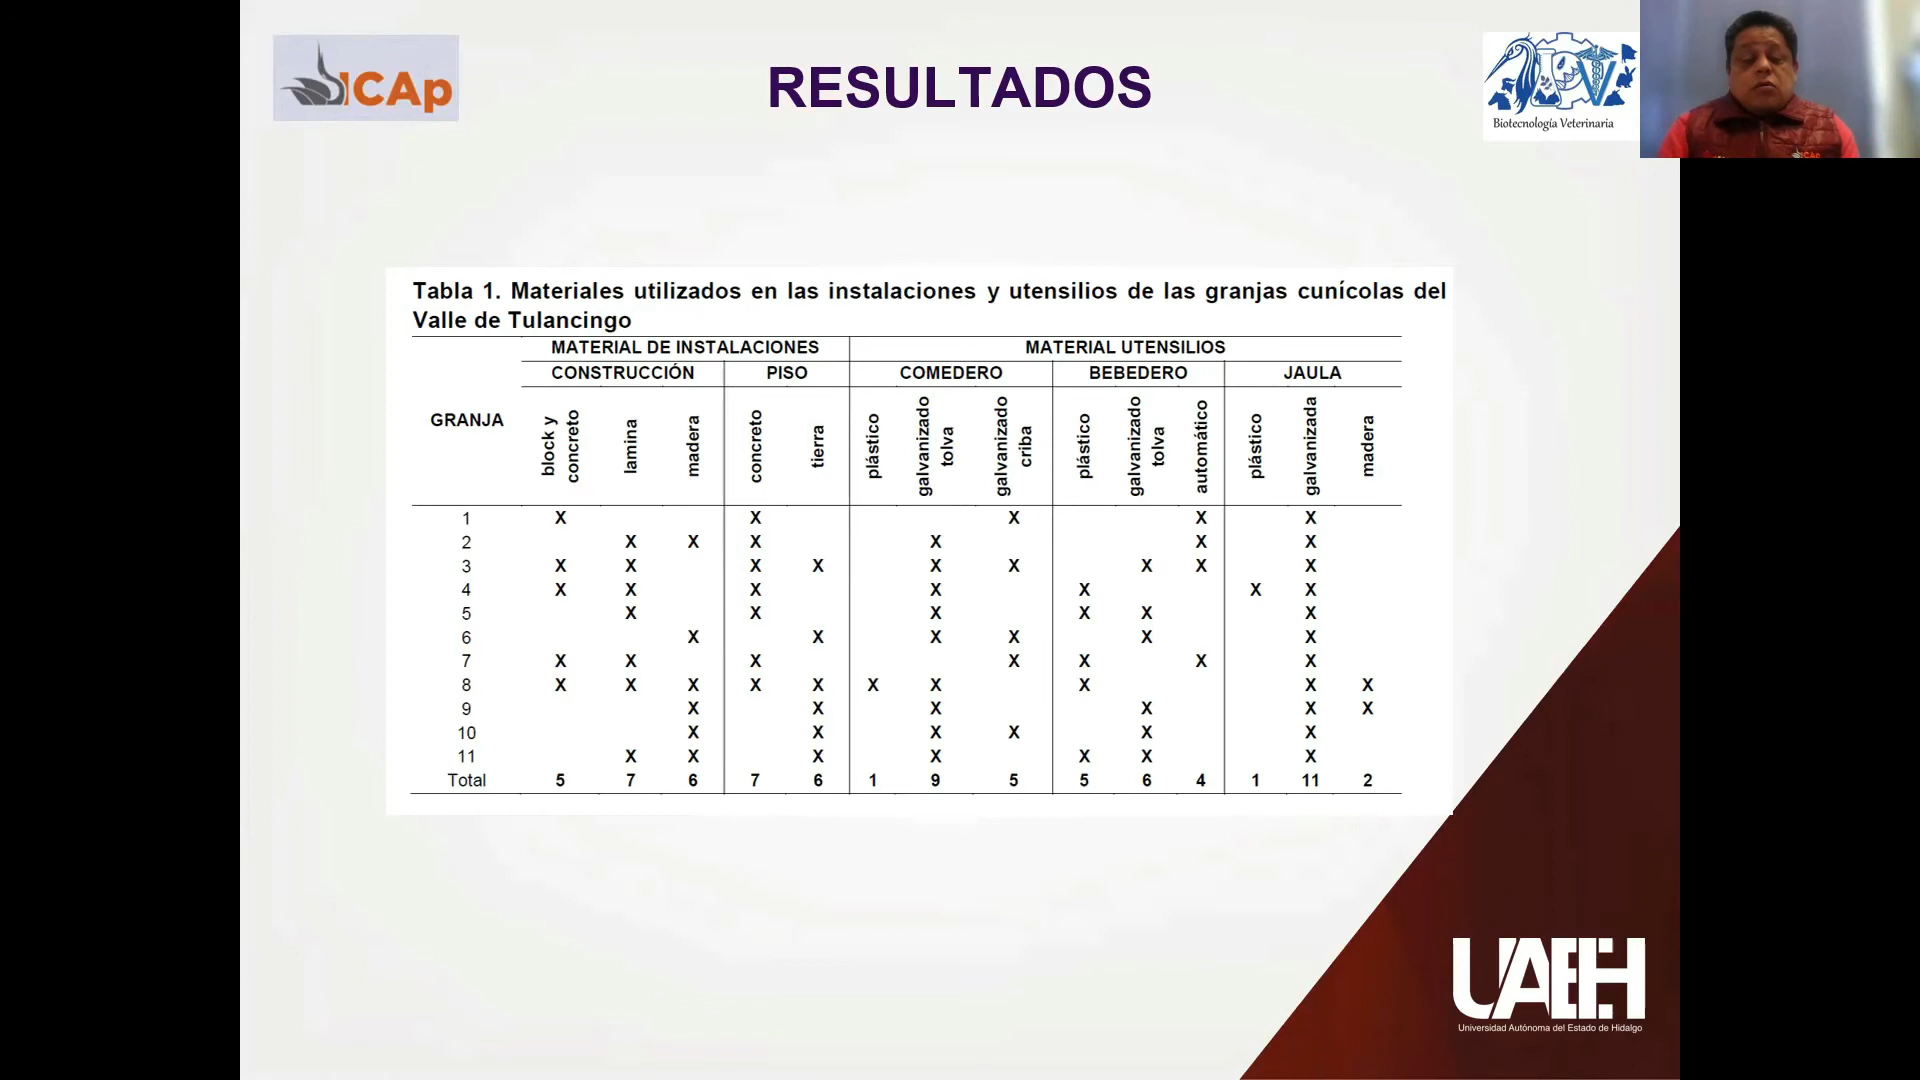 ICAp
RESULTADOS
Biotecnología Veterinaria
ICAp
Tabla 1. Materiales utilizados en las instalaciones y utensilios de las granjas cunícolas del
Valle de Tulancingo
MATERIAL DE INSTALACIONES MATERIAL UTENSILIOS
CONSTRUCCIÓN PISO COMEDERO BEBEDERO JAULA
GRANJA block y concreto lamina madera concreto tierra plástico galvanizado tolva galvanizado criba plástico galvanizado tolva automático plástico galvanizada madera
1 X X X X X
2 X X X X X X
3 X X X X X X X X X
4 X X X X X X X
5 X X X X X X
6 X X X X X X
7 X X X X X X X
8 X X X X X X X X X X
9 X X X X X X
10 X X X X X X
11 X X X X X X X
Total 5 7 6 7 6 1 9 5 5 6 4 1 11 2
UAEH
Universidad Autónoma del Estado de Hidalgo